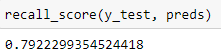 recall_score(y_test, preds)
0.7922299354524418